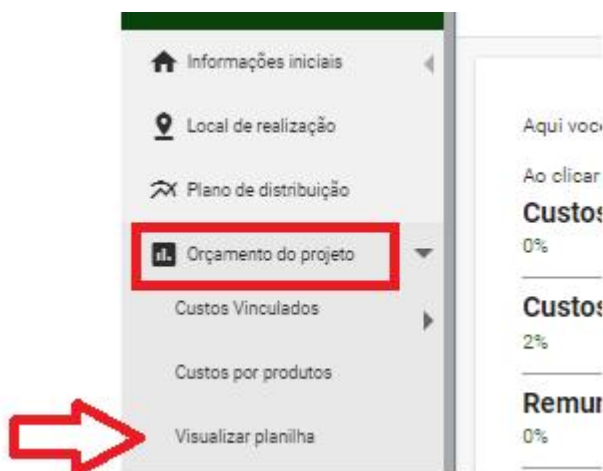 Informações iniciais
Local de realização
Plano de distribuição
Orçamento do projeto
Custos Vinculados
Custos por produtos
Visualizar planilha
Aqui voc
Ao clicar
Custos
0%
Custos
2%
Remu
0%